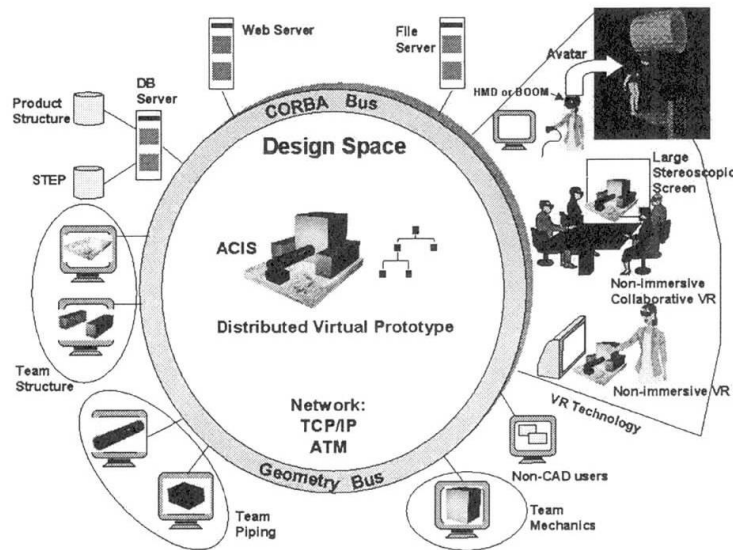 Web Server
File
Server
Avatar
Product
Structure
DB
Server
HMD or BOOM
CORBA Bus
Design Space
Large
Stereoscopic
Screen
STEP
ACIS
Non-immersive
Collaborative VR
Distributed Virtual Prototype
Team
Structure
Non-immersive VR
VR Technology
Network:
TCP/IP
ATM
Geometry Bus
Non-CAD users
Team
Piping
Team
Mechanics